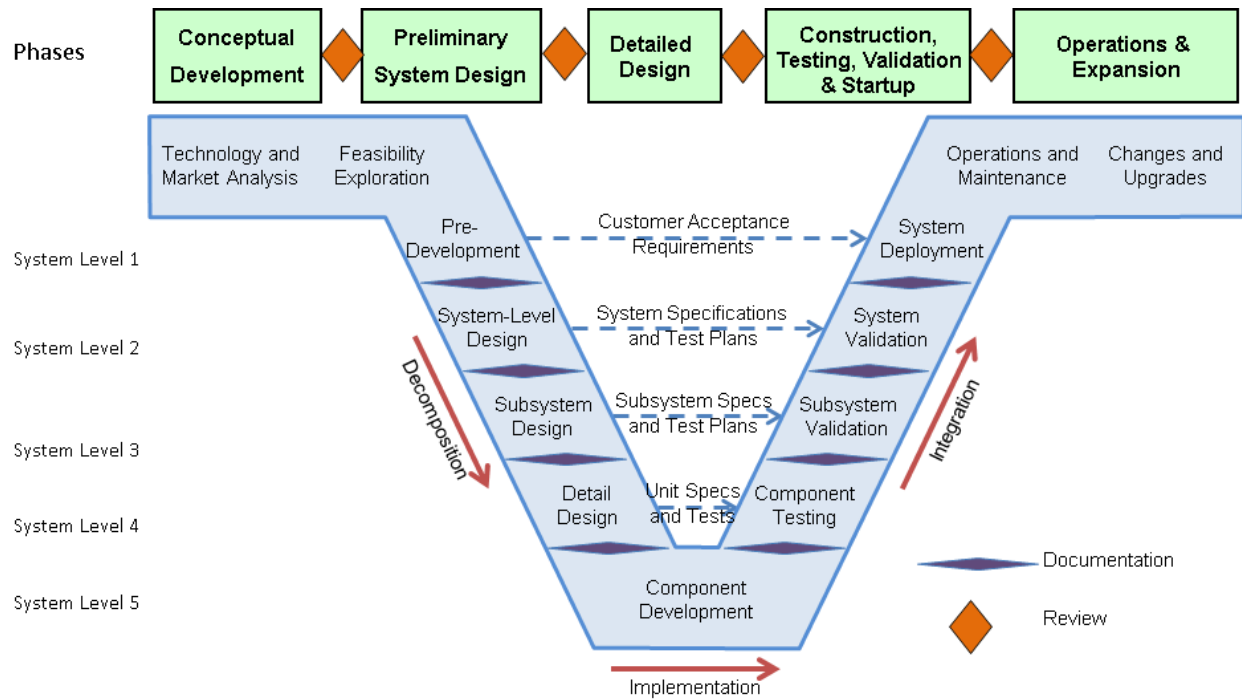 Phases
Conceptual
Development
Preliminary
System Design
Detailed
Design
Construction,
Testing, Validation
& Startup
Operations &
Expansion
Technology and
Market Analysis
Feasibility
Exploration
Operations and
Maintenance
Changes and
Upgrades
System Level 1
Pre-
Development
Customer Acceptance
Requirements
System
Deployment
System Level 2
System-Level
Design
System Specifications
and Test Plans
System
Validation
Decomposition
System Level 3
Subsystem
Design
Subsystem Specs
and Test Plans
Subsystem
Validation
Integration
System Level 4
Detail
Design
Unit Specs
and Tests
Component
Testing
System Level 5
Component
Development
Implementation
Documentation
Review